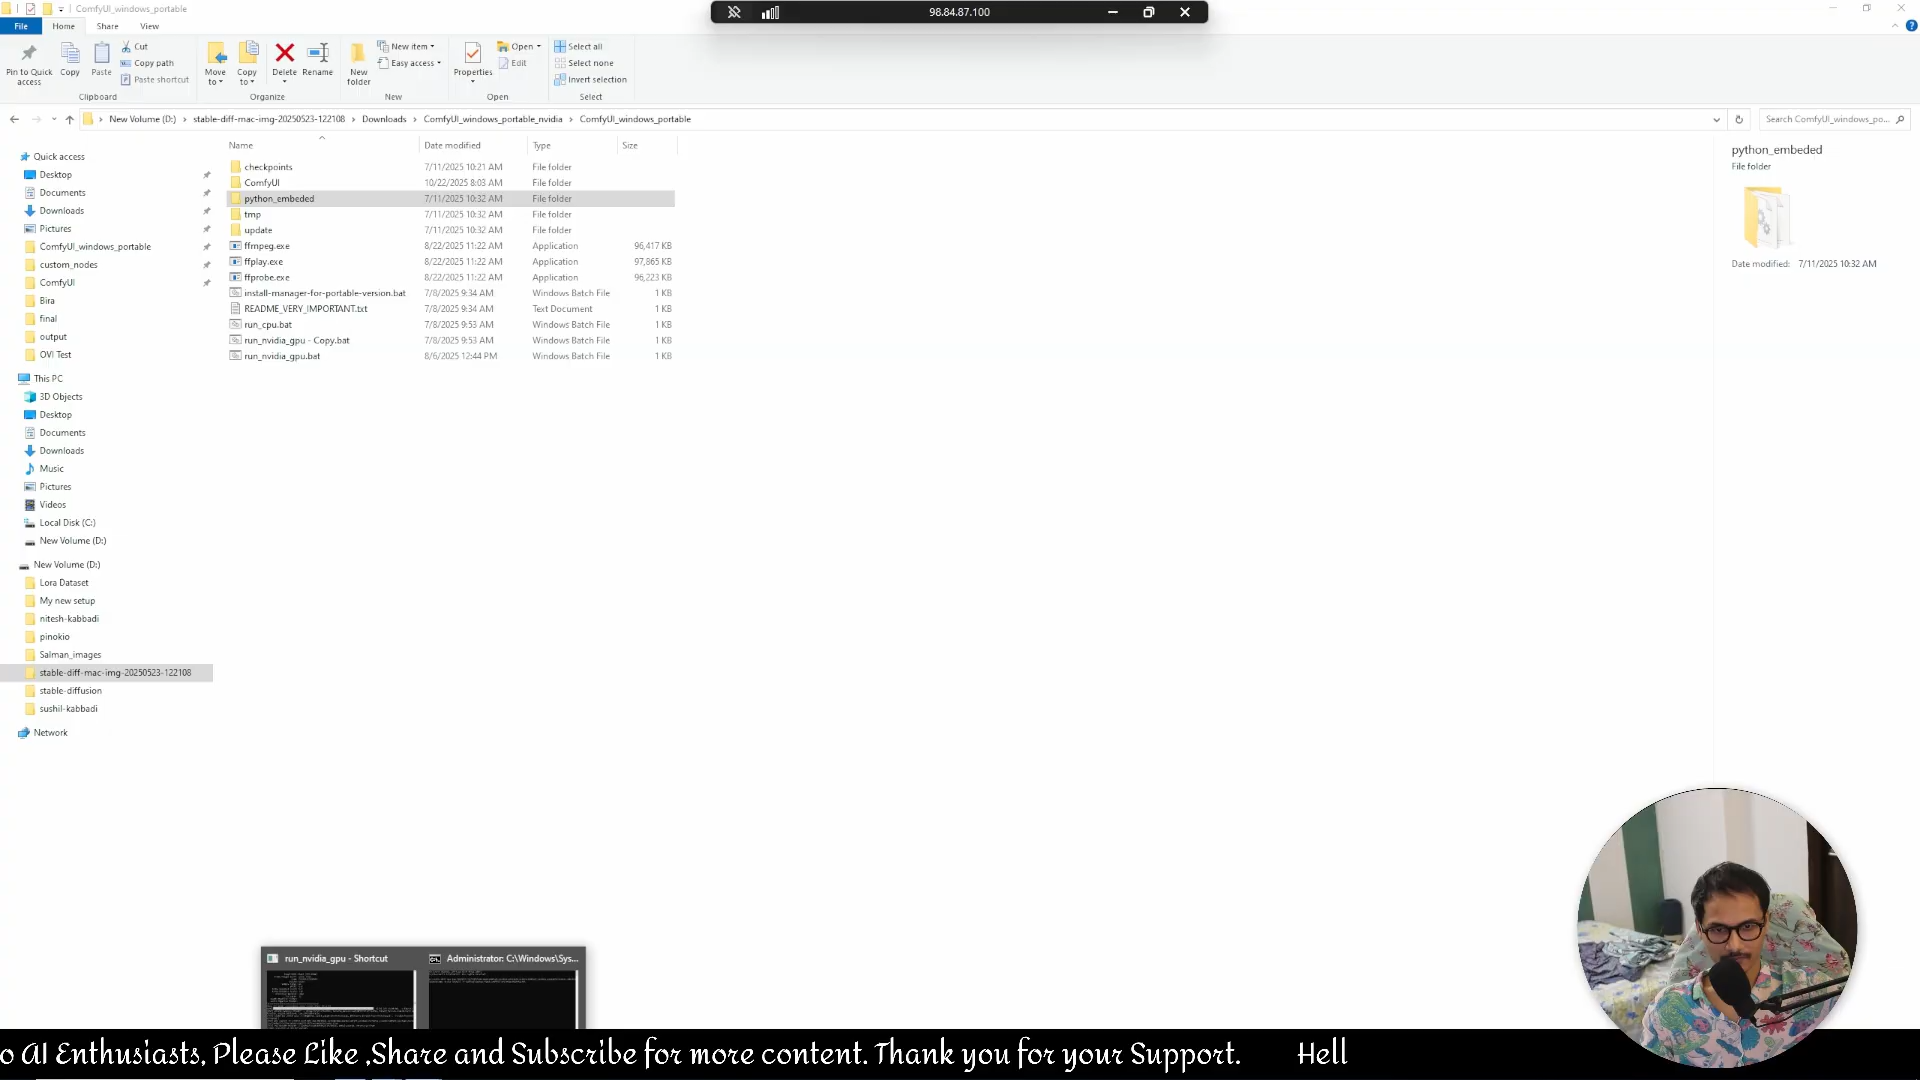 ComfyUI_windows_portable
98.84.87.100
File
Home
Share
View
Pin to Quick access
Copy
Paste
Cut
Copy path
Paste shortcut
Clipboard
Move to
Copy to
Delete
Rename
Organize
New folder
New item
Easy access
New
Properties
Open
Edit
Open
Select all
Select none
Invert selection
Select
New Volume (D:) > stable-diff-mac-img-20250523-122108 > Downloads > ComfyUI_windows_portable_nvidia > ComfyUI_windows_portable
Search ComfyUI_windows_po...
Name Date modified Type Size
checkpoints 7/11/2025 10:21 AM File folder
ComfyUI 10/22/2025 8:03 AM File folder
python_embeded 7/11/2025 10:32 AM File folder
tmp 7/11/2025 10:32 AM File folder
update 7/11/2025 10:32 AM File folder
ffmpeg.exe 8/22/2025 11:22 AM Application 96,417 KB
ffplay.exe 8/22/2025 11:22 AM Application 97,865 KB
ffprobe.exe 8/22/2025 11:22 AM Application 96,223 KB
install-manager-for-portable-version.bat 7/8/2025 9:34 AM Windows Batch File 1 KB
README_VERY_IMPORTANT.txt 7/8/2025 9:34 AM Text Document 1 KB
run_cpu.bat 7/8/2025 9:53 AM Windows Batch File 1 KB
run_nvidia_gpu - Copy.bat 7/8/2025 9:53 AM Windows Batch File 1 KB
run_nvidia_gpu.bat 8/6/2025 12:44 PM Windows Batch File 1 KB
Quick access
Desktop
Documents
Downloads
Pictures
ComfyUI_windows_portable
custom_nodes
ComfyUI
Bira
final
output
OVI Test
This PC
3D Objects
Desktop
Documents
Downloads
Music
Pictures
Videos
Local Disk (C:)
New Volume (D:)
New Volume (D:)
Lora Dataset
My new setup
nitesh-kabbadi
pinokio
Salman_images
stable-diff-mac-img-20250523-122108
stable-diffusion
sushil-kabbadi
Network
python_embeded
File folder
Date modified: 7/11/2025 10:32 AM
run_nvidia_gpu - Shortcut
Administrator: C:\Windows\Sys...
o AI Enthusiasts, Please Like ,Share and Subscribe for more content. Thank you for your Support. Hell